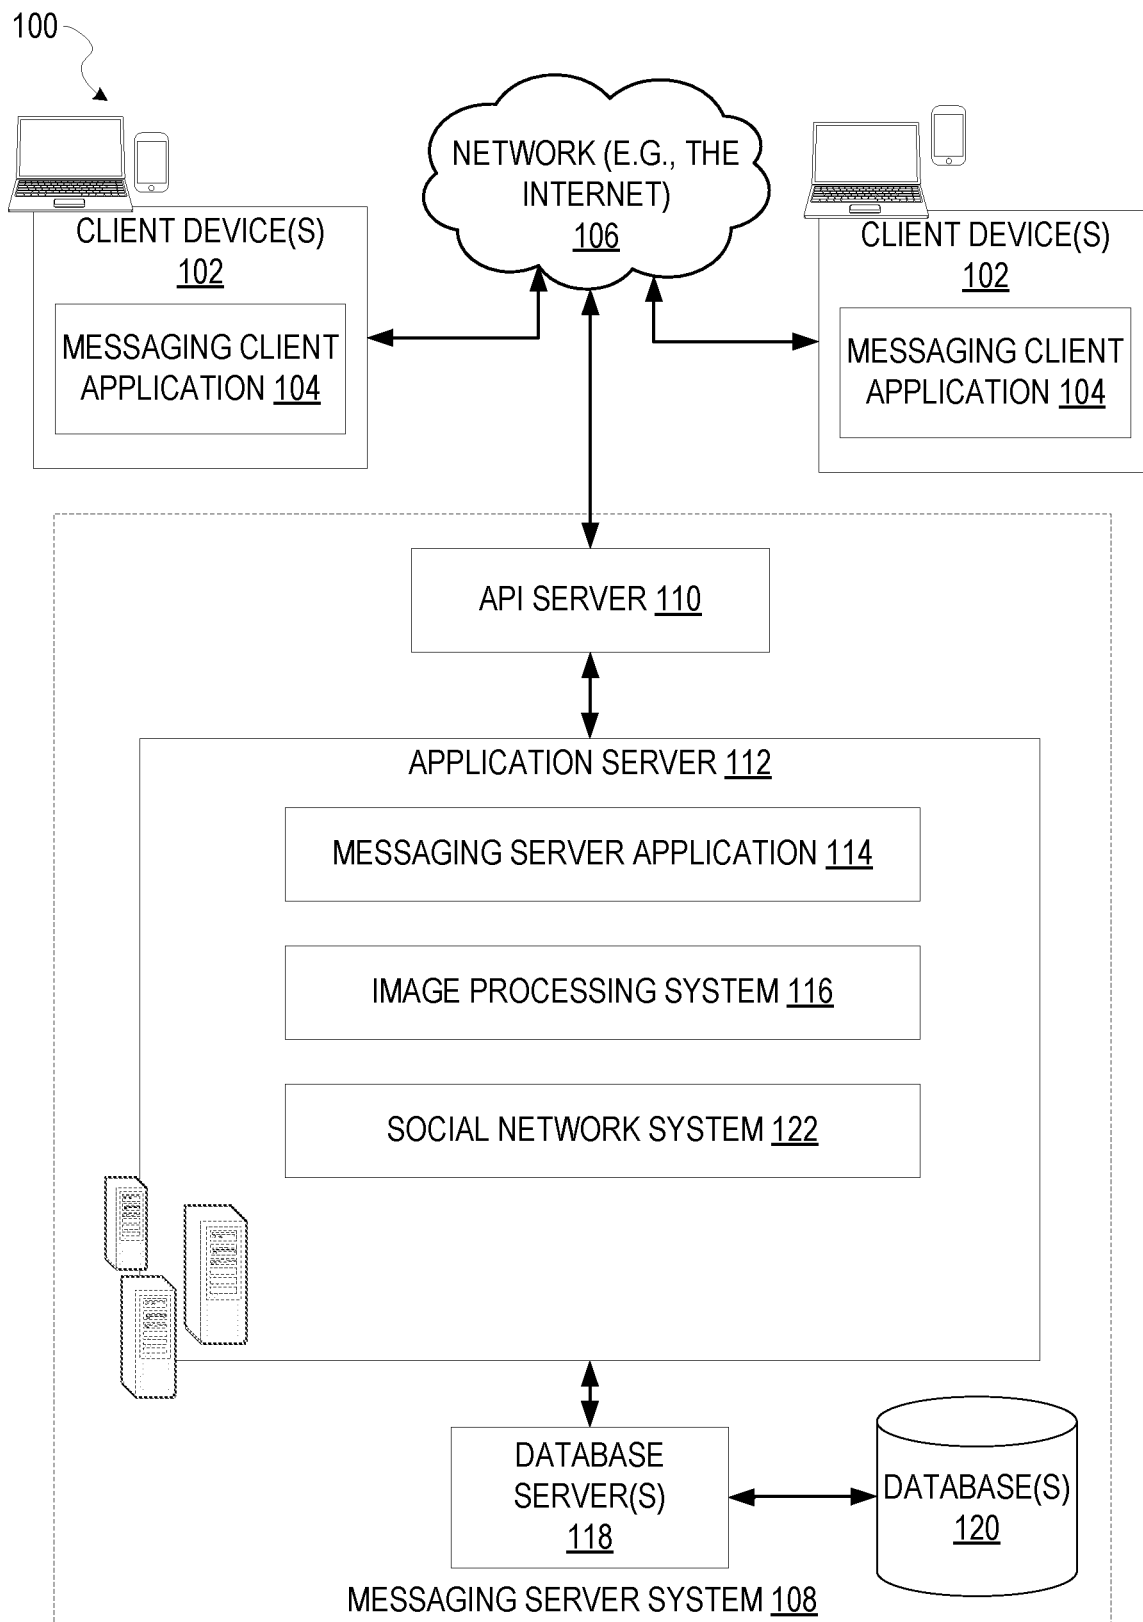 100
NETWORK (E.G., THE
INTERNET)
106
CLIENT DEVICE(S)
102
MESSAGING CLIENT
APPLICATION 104
CLIENT DEVICE(S)
102
MESSAGING CLIENT
APPLICATION 104
API SERVER 110
APPLICATION SERVER 112
MESSAGING SERVER APPLICATION 114
IMAGE PROCESSING SYSTEM 116
SOCIAL NETWORK SYSTEM 122
DATABASE
SERVER(S)
118
DATABASE(S)
120
MESSAGING SERVER SYSTEM 108